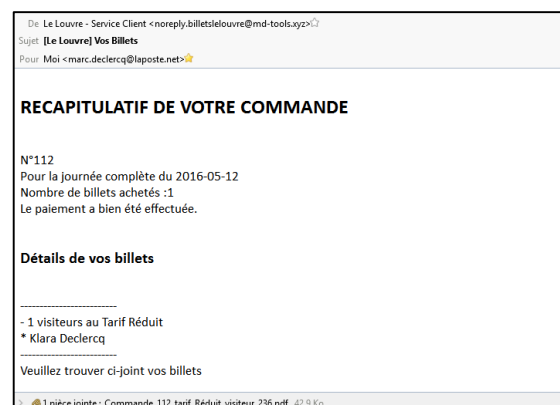 De Le Louvre - Service Client <noreply.billetslelouvre@md-tools.xyz>
Sujet [Le Louvre] Vos Billets
Pour Moi <marc.declercq@laposte.net>
RECAPITULATIF DE VOTRE COMMANDE
N°112
Pour la journée complète du 2016-05-12
Nombre de billets achetés :1
Le paiement a bien été effectuée.
Détails de vos billets
------------------------
- 1 visiteurs au Tarif Réduit
* Klara Declercq
------------------------
Veuillez trouver ci-joint vos billets
1 pièce jointe : Commande_112_tarif_Réduit_visiteur_236.pdf 42,9 Ko